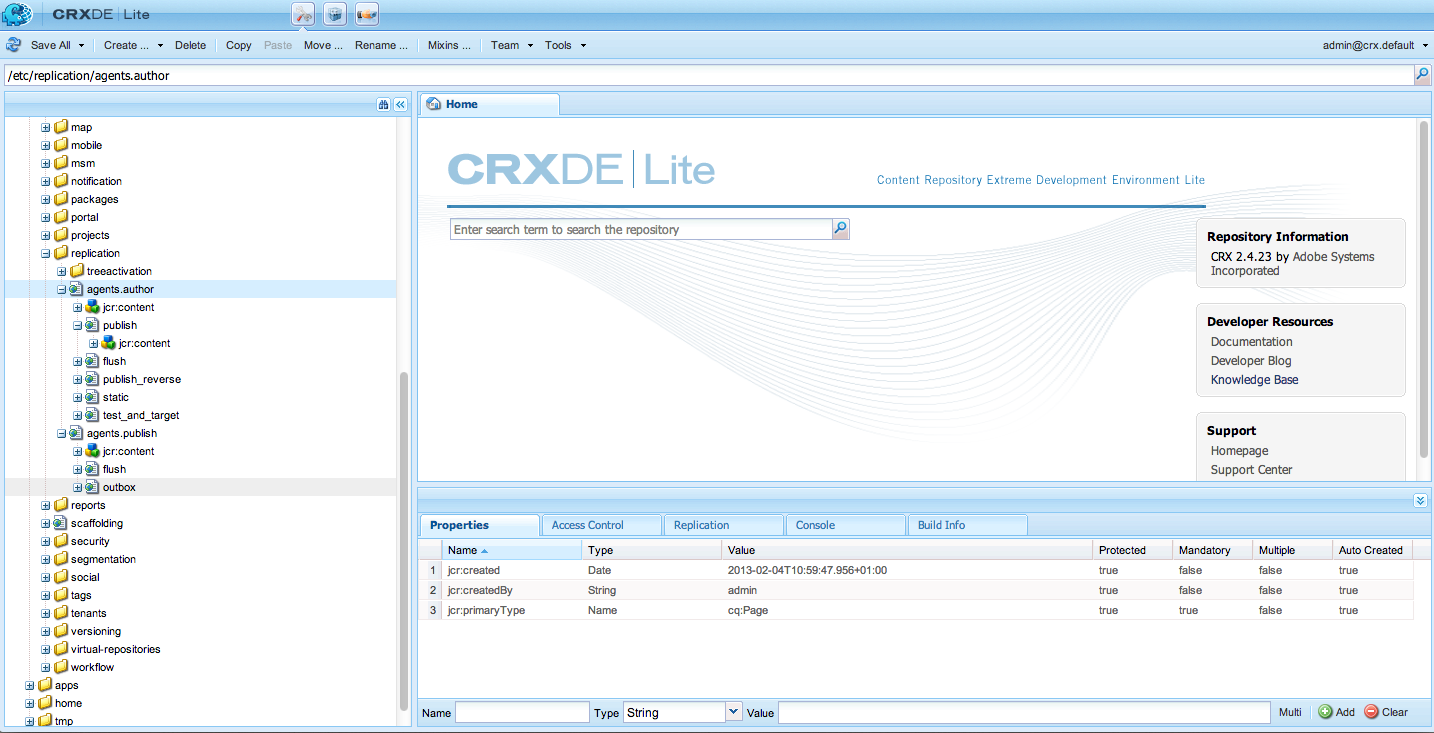 CRXDE | Lite
Save All Create ... Delete Copy Paste Move ... Rename ... Mixins ... Team Tools admin@crx.default
/etc/replication/agents.author
map
mobile
msm
notification
packages
portal
projects
replication
treeactivation
agents.author
jcr:content
publish
jcr:content
flush
publish_reverse
static
test_and_target
agents.publish
jcr:content
flush
outbox
reports
scaffolding
security
segmentation
social
tags
tenants
versioning
virtual-repositories
workflow
apps
home
tmp
Home
CRXDE | Lite
Content Repository Extreme Development Environment Lite
Enter search term to search the repository
Repository Information
CRX 2.4.23 by Adobe Systems
Incorporated
Developer Resources
Documentation
Developer Blog
Knowledge Base
Support
Homepage
Support Center
Properties Access Control Replication Console Build Info
Name Type Value Protected Mandatory Multiple Auto Created
1 jcr:created Date 2013-02-04T10:59:47.956+01:00 true false false true
2 jcr:createdBy String admin true false false true
3 jcr:primaryType Name cq:Page true true false true
Name Type String Value Multi Add Clear